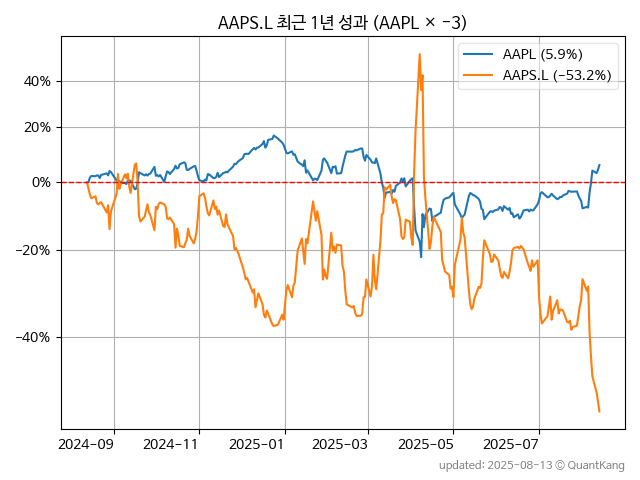 AAPS.L 최근 1년 성과 (AAPL × −3)
AAPL (5.9%)
AAPS.L (−53.2%)
40%
20%
0%
−20%
−40%
2024−09
2024−11
2025−01
2025−03
2025−05
2025−07
updated: 2025−08−13 © QuantKang